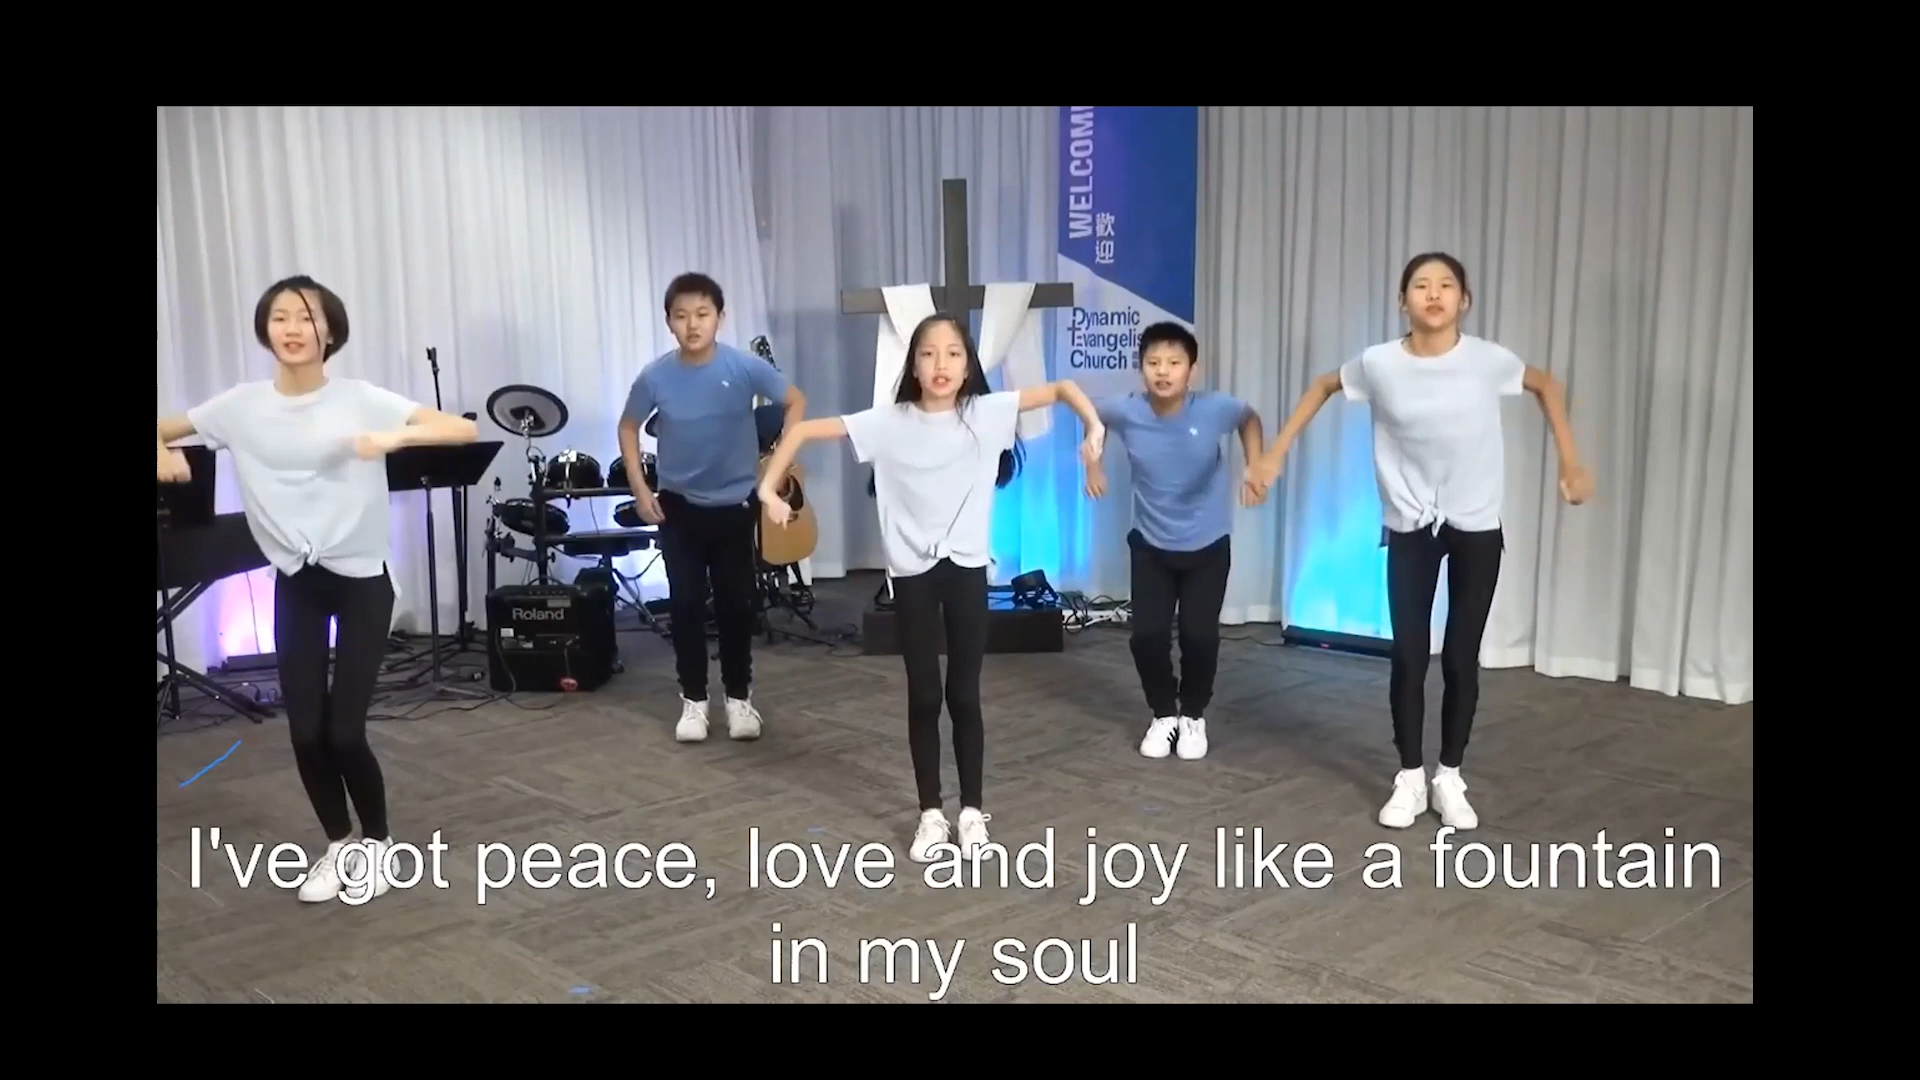 WELCOM
歡迎
Dynamic
Evangelis
Church
Roland
I've got peace, love and joy like a fountain
in my soul